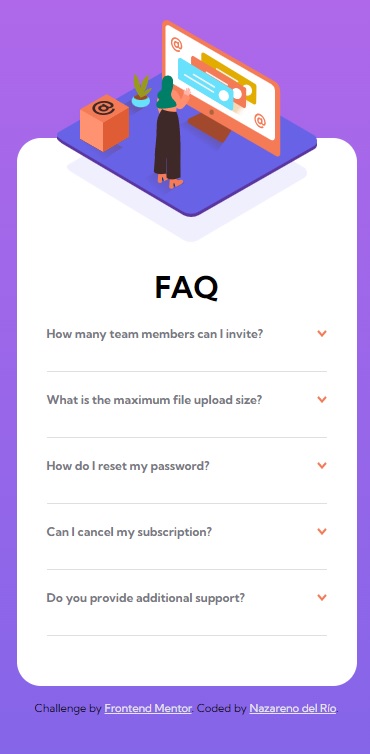 @
@
@
FAQ
How many team members can I invite?
What is the maximum file upload size?
How do I reset my password?
Can I cancel my subscription?
Do you provide additional support?
Challenge by Frontend Mentor. Coded by Nazareno del Río.